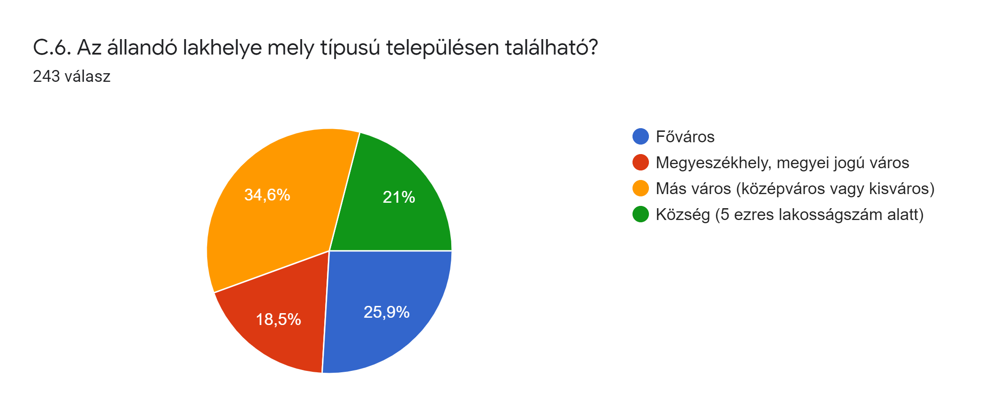 C.6. Az állandó lakhelye mely típusú településen található?
243 válasz
Főváros
Megyeszékhely, megyei jogú város
Más város (középváros vagy kisváros)
Község (5 ezres lakosságszám alatt)
34,6%
21%
18,5%
25,9%